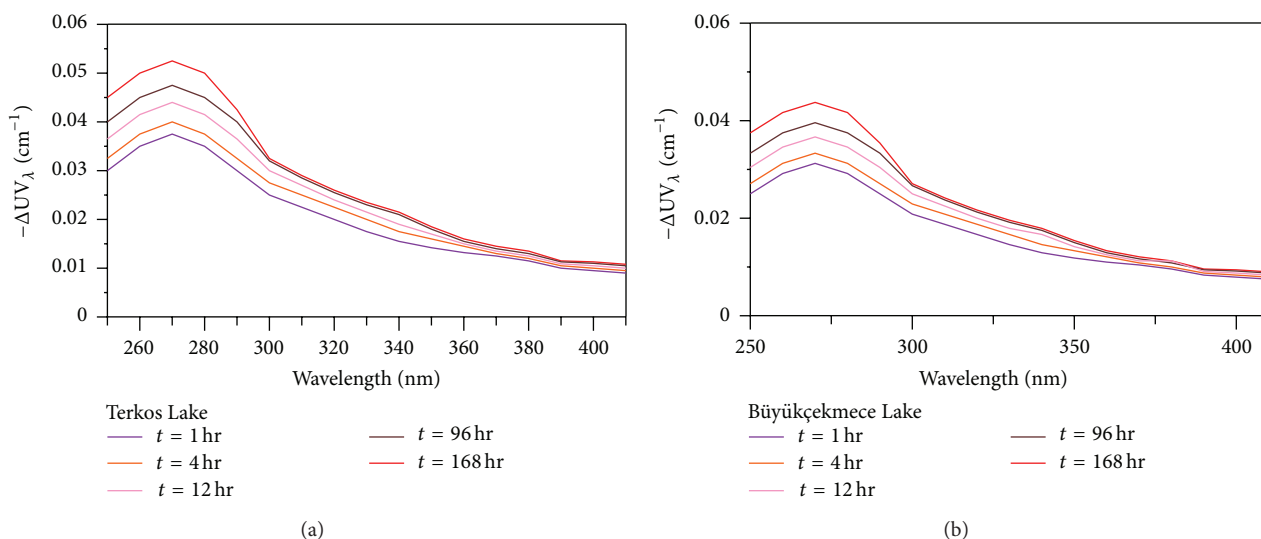 0.06
0.05
0.04
0.03
0.02
0.01
0
−ΔUV_λ (cm⁻¹)
260 280 300 320 340 360 380 400
Wavelength (nm)
Terkos Lake
t = 1 hr
t = 4 hr
t = 12 hr
t = 96 hr
t = 168 hr
(a)
0.06
0.04
0.02
0
−ΔUV_λ (cm⁻¹)
250 300 350 400
Wavelength (nm)
Büyükçekmece Lake
t = 1 hr
t = 4 hr
t = 12 hr
t = 96 hr
t = 168 hr
(b)